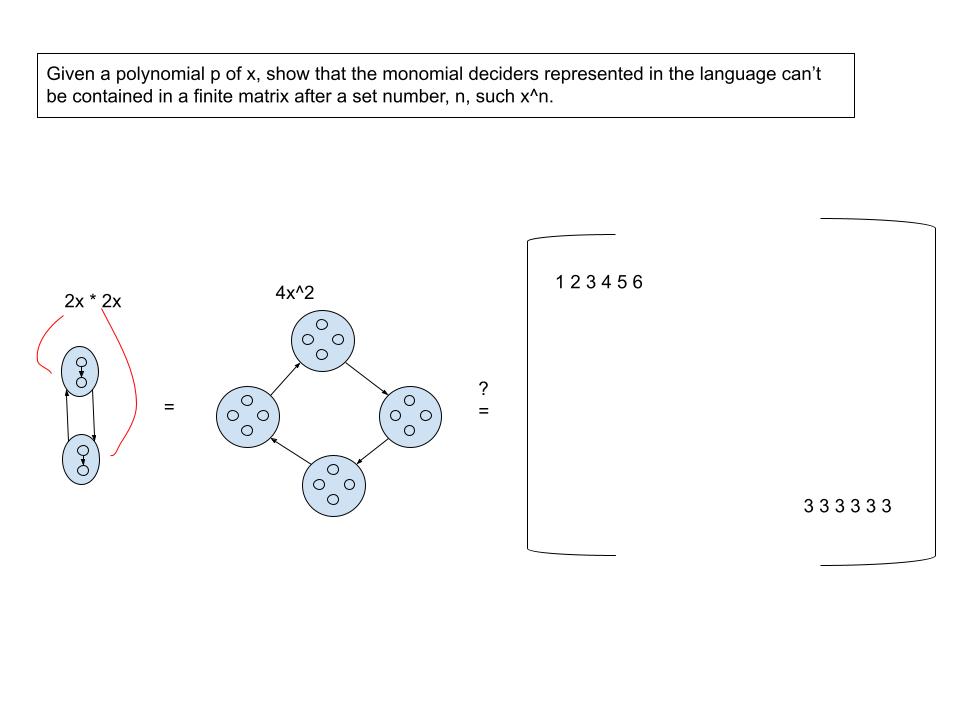 Given a polynomial p of x, show that the monomial deciders represented in the language can’t
be contained in a finite matrix after a set number, n, such x^n.
2x * 2x
=
4x^2
?
=
1 2 3 4 5 6
3 3 3 3 3 3